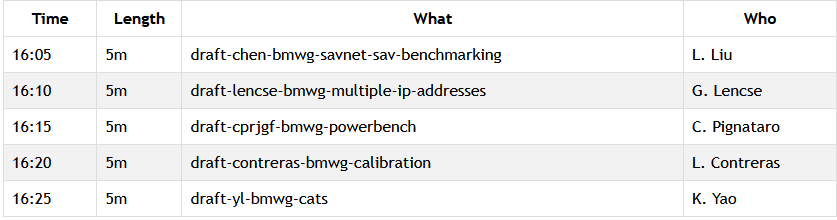 Time Length What Who
16:05 5m draft-chen-bmwg-savnet-sav-benchmarking L. Liu
16:10 5m draft-lencse-bmwg-multiple-ip-addresses G. Lencse
16:15 5m draft-cprjgf-bmwg-powerbench C. Pignataro
16:20 5m draft-contreras-bmwg-calibration L. Contreras
16:25 5m draft-yl-bmwg-cats K. Yao